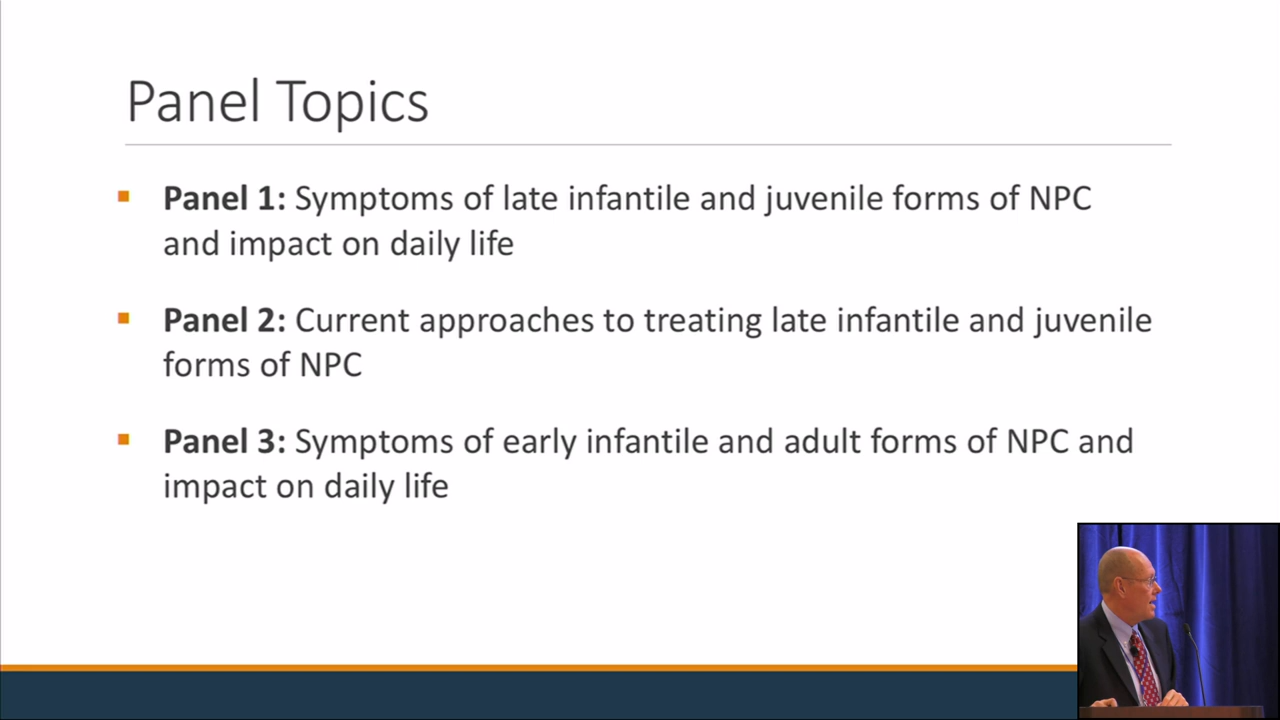 Panel Topics
Panel 1: Symptoms of late infantile and juvenile forms of NPC
and impact on daily life
Panel 2: Current approaches to treating late infantile and juvenile
forms of NPC
Panel 3: Symptoms of early infantile and adult forms of NPC and
impact on daily life